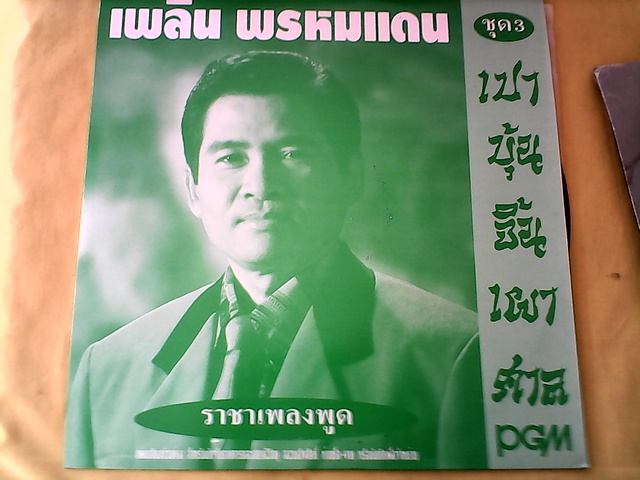 เพลิน พรหมแดน
ชุด 3
เปา
บุ้น
จิ้น
เผา
ศาล
ราชาเพลงพูด
PGM